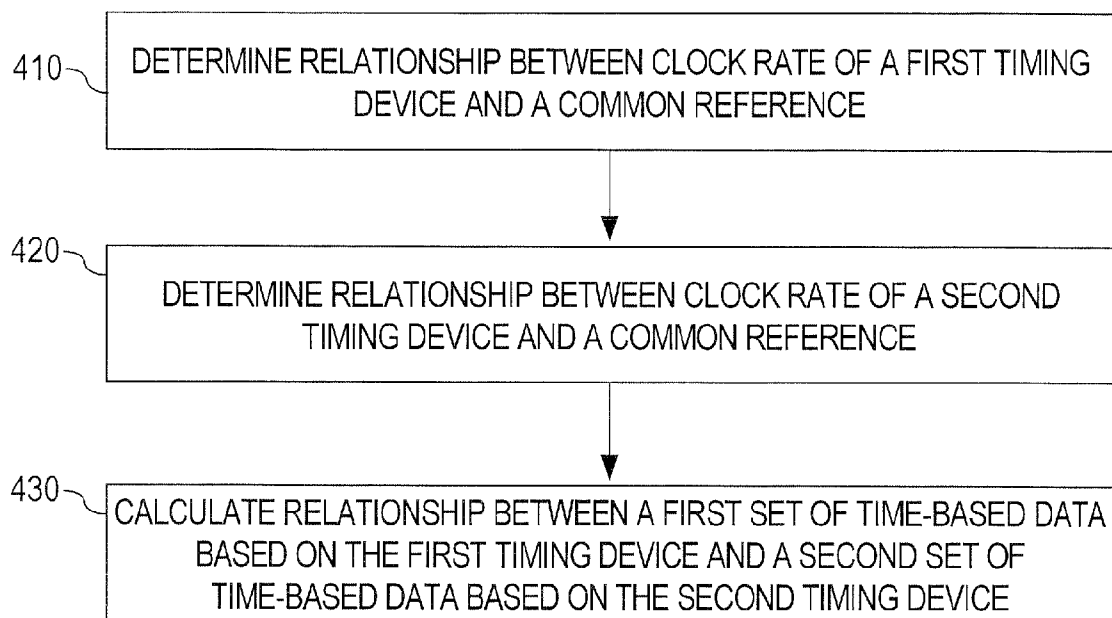 410
DETERMINE RELATIONSHIP BETWEEN CLOCK RATE OF A FIRST TIMING
DEVICE AND A COMMON REFERENCE
420
DETERMINE RELATIONSHIP BETWEEN CLOCK RATE OF A SECOND
TIMING DEVICE AND A COMMON REFERENCE
430
CALCULATE RELATIONSHIP BETWEEN A FIRST SET OF TIME-BASED DATA
BASED ON THE FIRST TIMING DEVICE AND A SECOND SET OF
TIME-BASED DATA BASED ON THE SECOND TIMING DEVICE